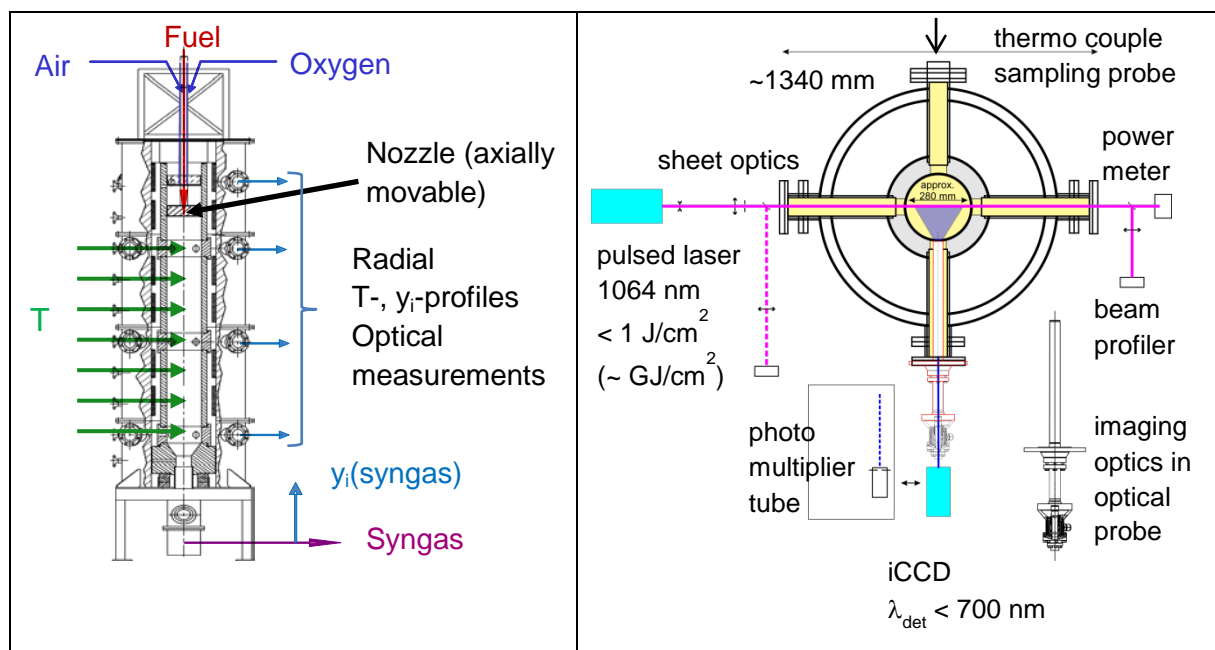 Fuel
Air
Oxygen
Nozzle (axially
movable)
Radial
T-, yi-profiles
Optical
measurements
T
yi(syngas)
Syngas
thermo couple
sampling probe
~1340 mm
power
meter
sheet optics
approx.
280 mm
pulsed laser
1064 nm
< 1 J/cm²
(~ GJ/cm²)
beam
profiler
photo
multiplier
tube
imaging
optics in
optical
probe
iCCD
λdet < 700 nm